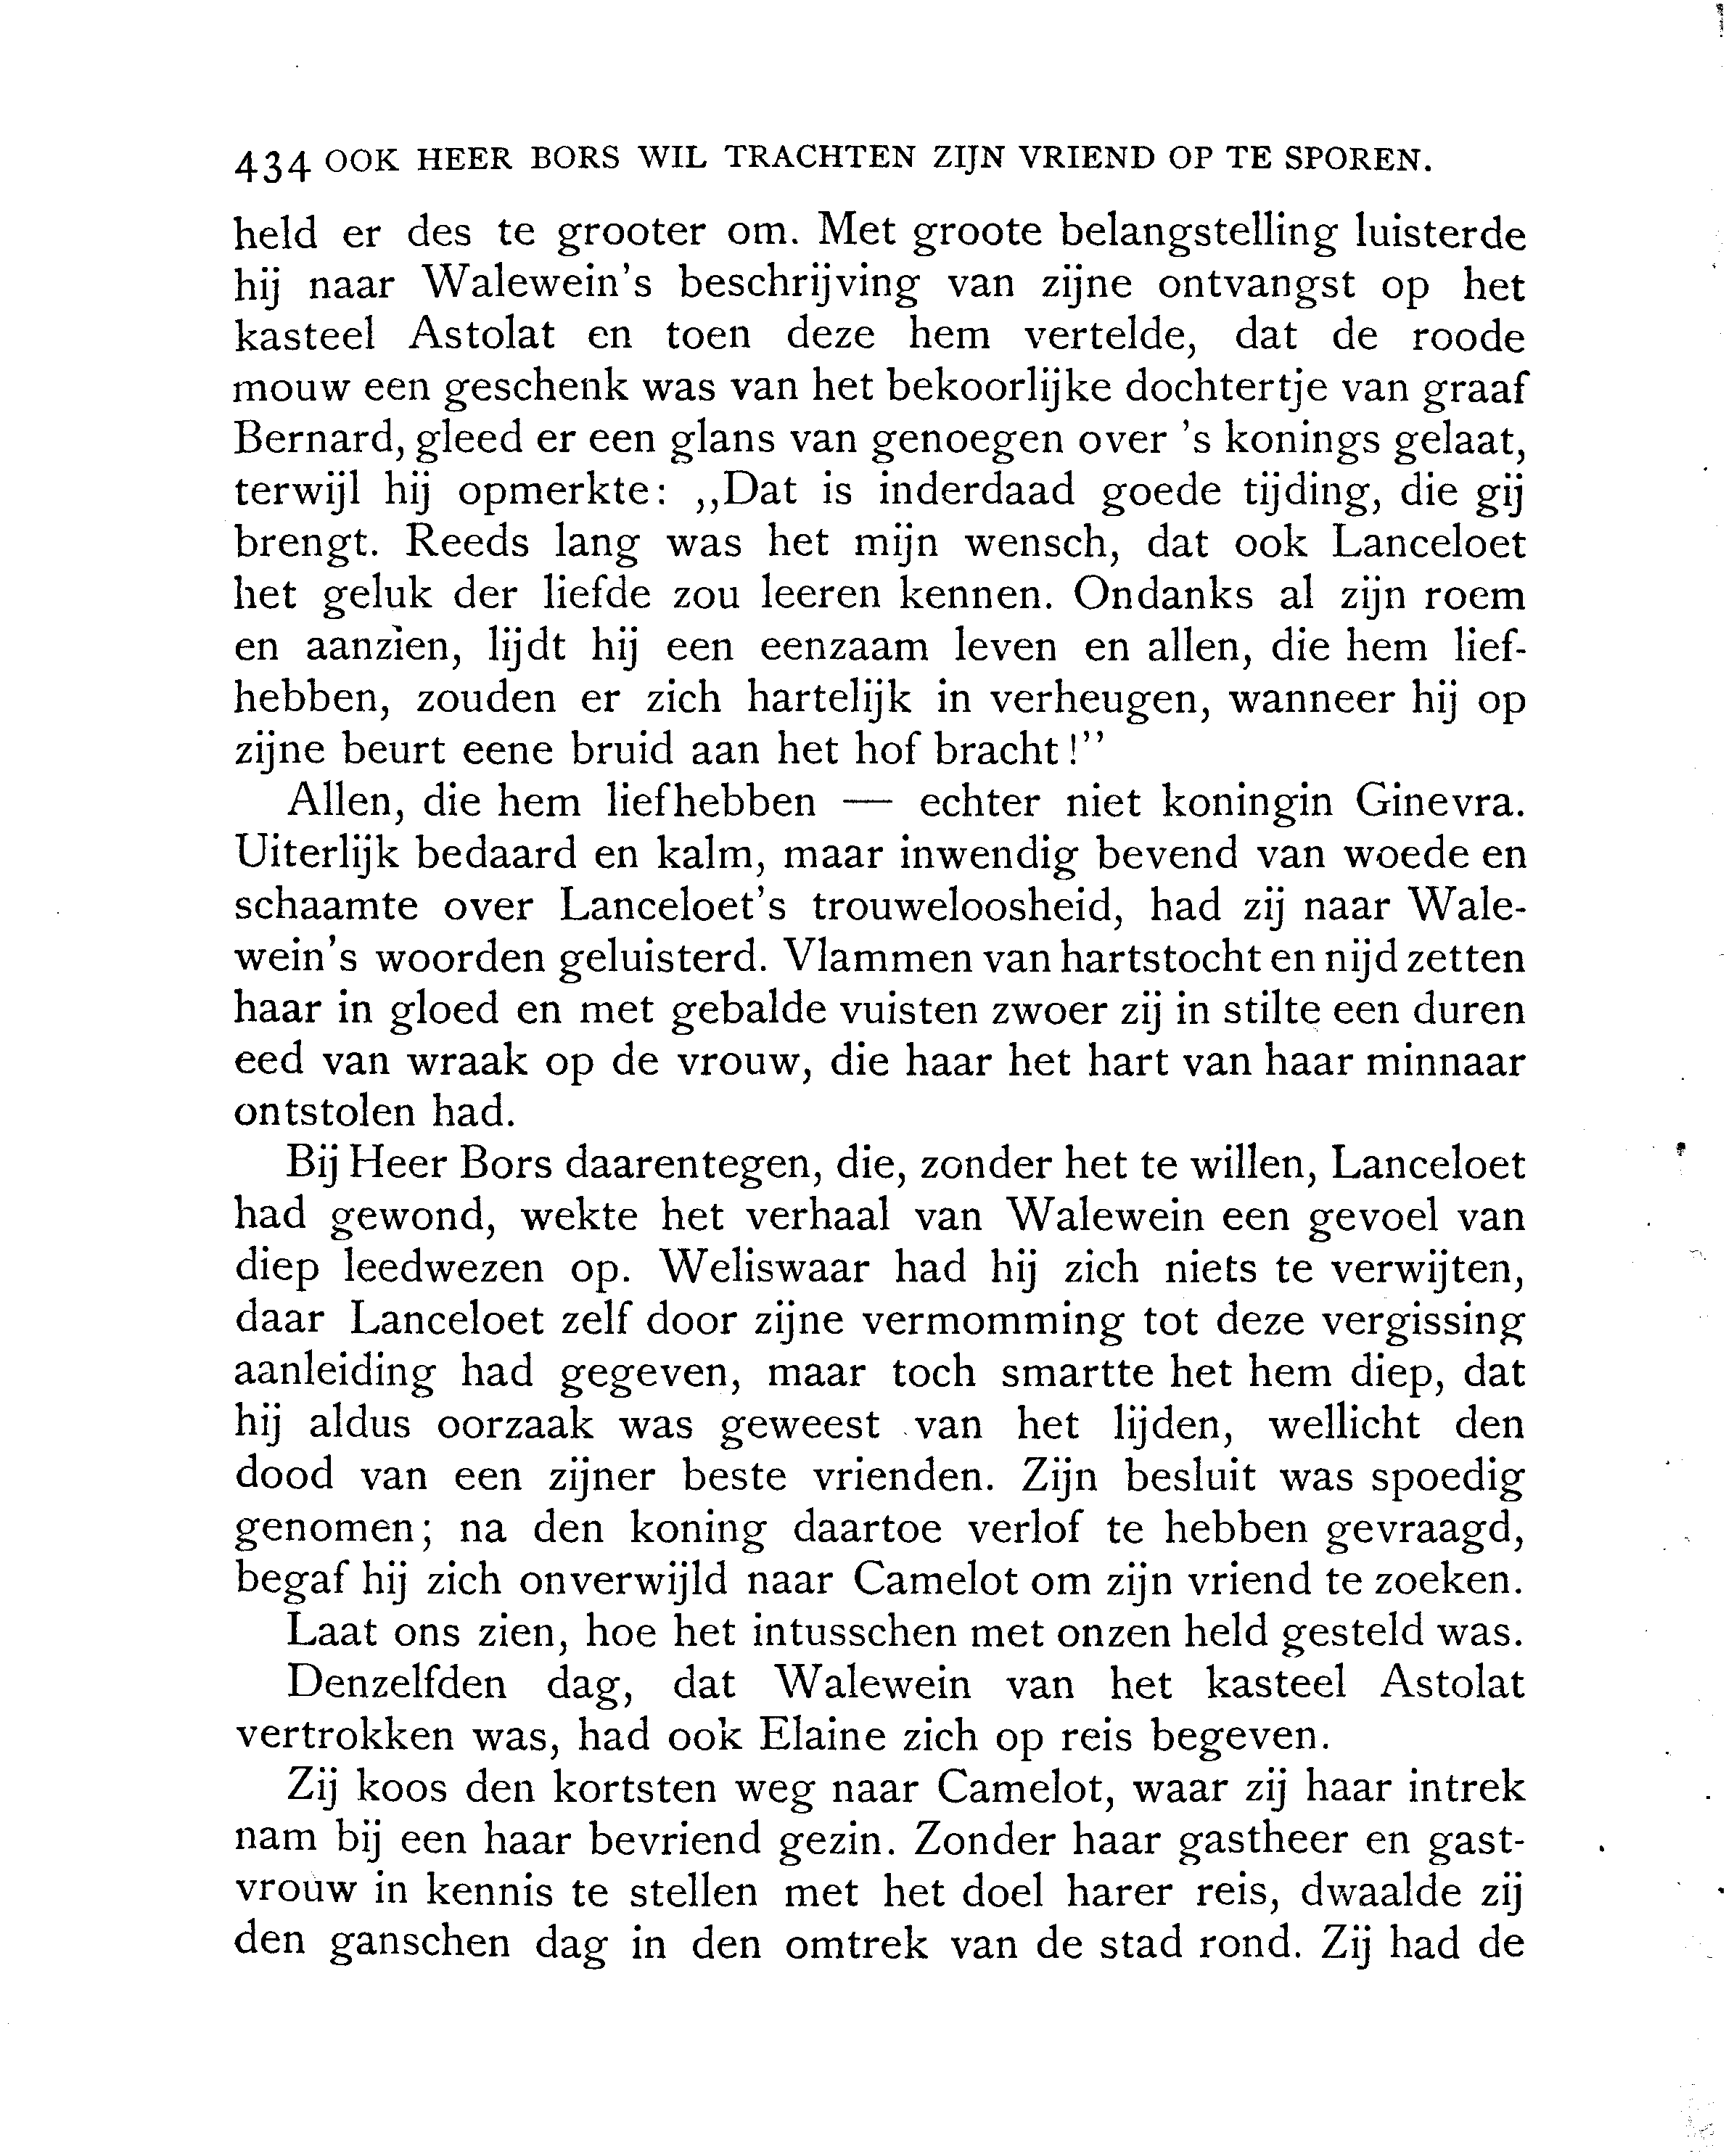 434 OOK HEER BORS WIL TRACHTEN ZIJN VRIEND OP TE SPOREN.
held er des te grooter om. Met groote belangstelling luisterde
hij naar Walewein's beschrijving van zijne ontvangst op het
kasteel Astolat en toen deze hem vertelde, dat de roode
mouw een geschenk was van het bekoorlijke dochtertje van graaf
Bernard, gleed er een glans van genoegen over 's konings gelaat,
terwijl hij opmerkte: ,,Dat is inderdaad goede tijding, die gij
brengt. Reeds lang was het mijn wensch, dat ook Lanceloet
het geluk der liefde zou leeren kennen. Ondanks al zijn roem
en aanzien, lijdt hij een eenzaam leven en allen, die hem lief-
hebben, zouden er zich hartelijk in verheugen, wanneer hij op
zijne beurt eene bruid aan het hof bracht!”
Allen, die hem liefhebben — echter niet koningin Ginevra.
Uiterlijk bedaard en kalm, maar inwendig bevend van woede en
schaamte over Lanceloet's trouweloosheid, had zij naar Wale-
wein's woorden geluisterd. Vlammen van hartstocht en nijd zetten
haar in gloed en met gebalde vuisten zwoer zij in stilte een duren
eed van wraak op de vrouw, die haar het hart van haar minnaar
ontstolen had.
Bij Heer Bors daarentegen, die, zonder het te willen, Lanceloet
had gewond, wekte het verhaal van Walewein een gevoel van
diep leedwezen op. Weliswaar had hij zich niets te verwijten,
daar Lanceloet zelf door zijne vermomming tot deze vergissing
aanleiding had gegeven, maar toch smartte het hem diep, dat
hij aldus oorzaak was geweest van het lijden, wellicht den
dood van een zijner beste vrienden. Zijn besluit was spoedig
genomen; na den koning daartoe verlof te hebben gevraagd,
begaf hij zich onverwijld naar Camelot om zijn vriend te zoeken.
Laat ons zien, hoe het intusschen met onzen held gesteld was.
Denzelfden dag, dat Walewein van het kasteel Astolat
vertrokken was, had ook Elaine zich op reis begeven.
Zij koos den kortsten weg naar Camelot, waar zij haar intrek
nam bij een haar bevriend gezin. Zonder haar gastheer en gast-
vrouw in kennis te stellen met het doel harer reis, dwaalde zij
den ganschen dag in den omtrek van de stad rond. Zij had de